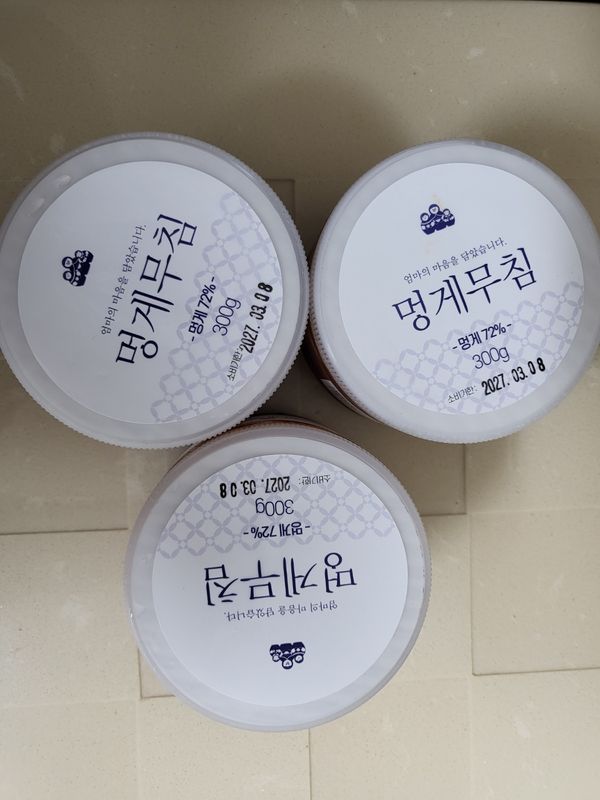 엄마의 마음을 담았습니다.
멍게무침
- 멍게 72% -
300g
소비기한: 2027. 03. 08
엄마의 마음을 담았습니다.
멍게무침
- 멍게 72% -
300g
소비기한: 2027. 03. 08
엄마의 마음을 담았습니다.
멍게무침
- 멍게 72% -
300g
소비기한: 2027. 03. 08